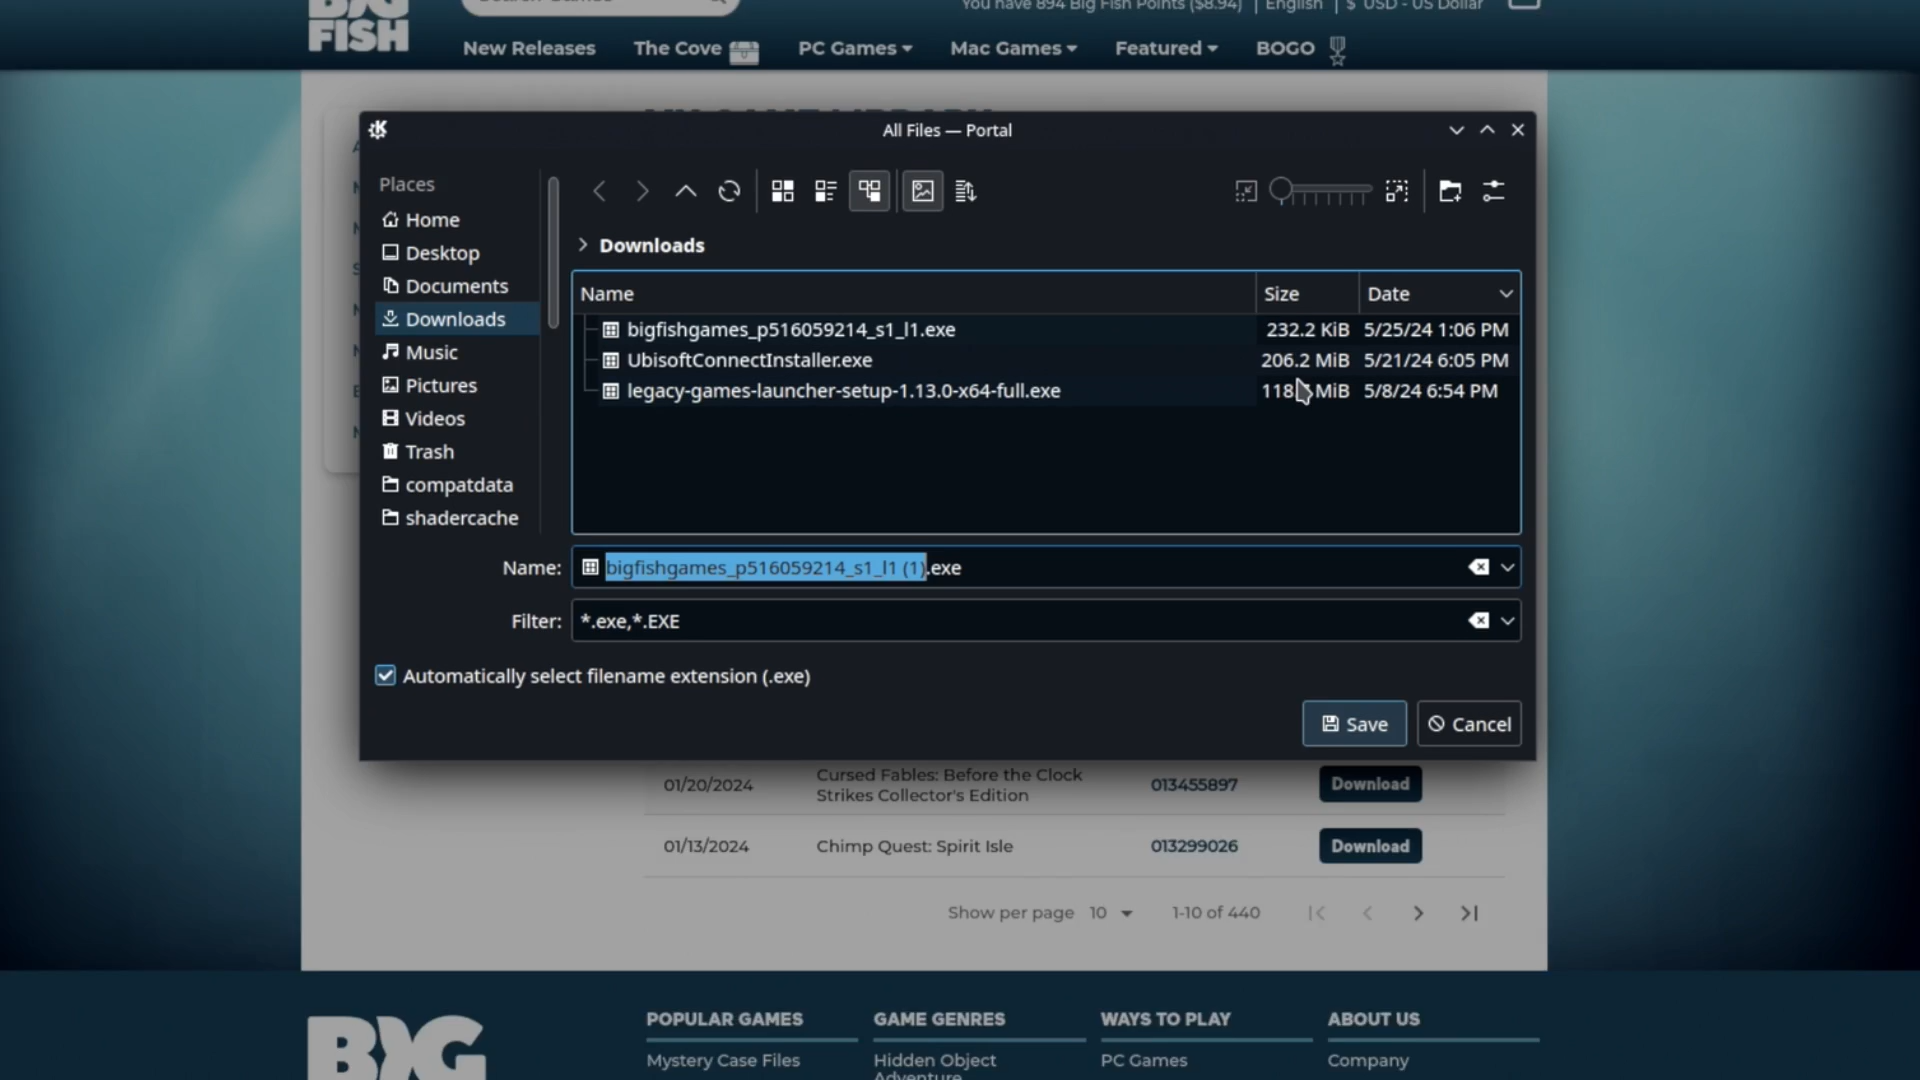 BIG
FISH
You have 894 Big Fish Points ($8.94) | English | $ USD - US Dollar
New Releases The Cove PC Games Mac Games Featured BOGO
All Files — Portal
Places
Home
Desktop
Documents
Downloads
Music
Pictures
Videos
Trash
compatdata
shadercache
Downloads
Name Size Date
bigfishgames_p516059214_s1_l1.exe 232.2 KiB 5/25/24 1:06 PM
UbisoftConnectInstaller.exe 206.2 MiB 5/21/24 6:05 PM
legacy-games-launcher-setup-1.13.0-x64-full.exe MiB 5/8/24 6:54 PM
Name: bigfishgames_p516059214_s1_l1 (1).exe
Filter: *.exe,*.EXE
Automatically select filename extension (.exe)
Save Cancel
01/20/2024 Cursed Fables: Before the Clock
Strikes Collector's Edition 013455897 Download
01/13/2024 Chimp Quest: Spirit Isle 013299026 Download
Show per page 10 1-10 of 440
BIG
POPULAR GAMES GAME GENRES WAYS TO PLAY ABOUT US
Mystery Case Files Hidden Object PC Games Company
Adventure